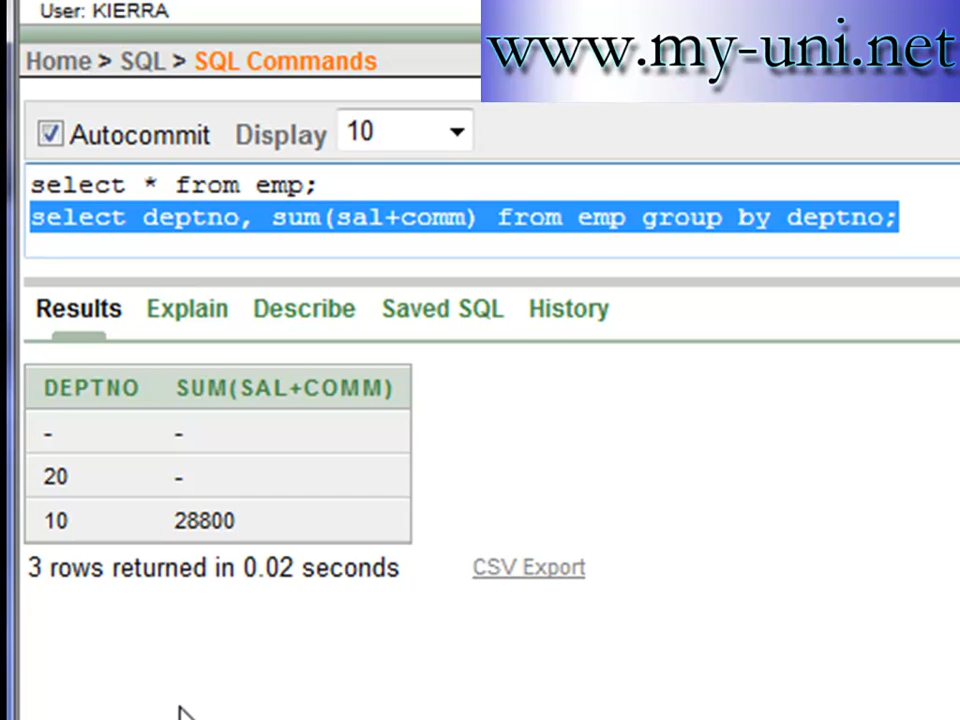 User: KIERRA
www.my-uni.net
Home > SQL > SQL Commands
Autocommit Display 10
select * from emp;
select deptno, sum(sal+comm) from emp group by deptno;
Results Explain Describe Saved SQL History
DEPTNO SUM(SAL+COMM)
- -
20 -
10 28800
3 rows returned in 0.02 seconds CSV Export